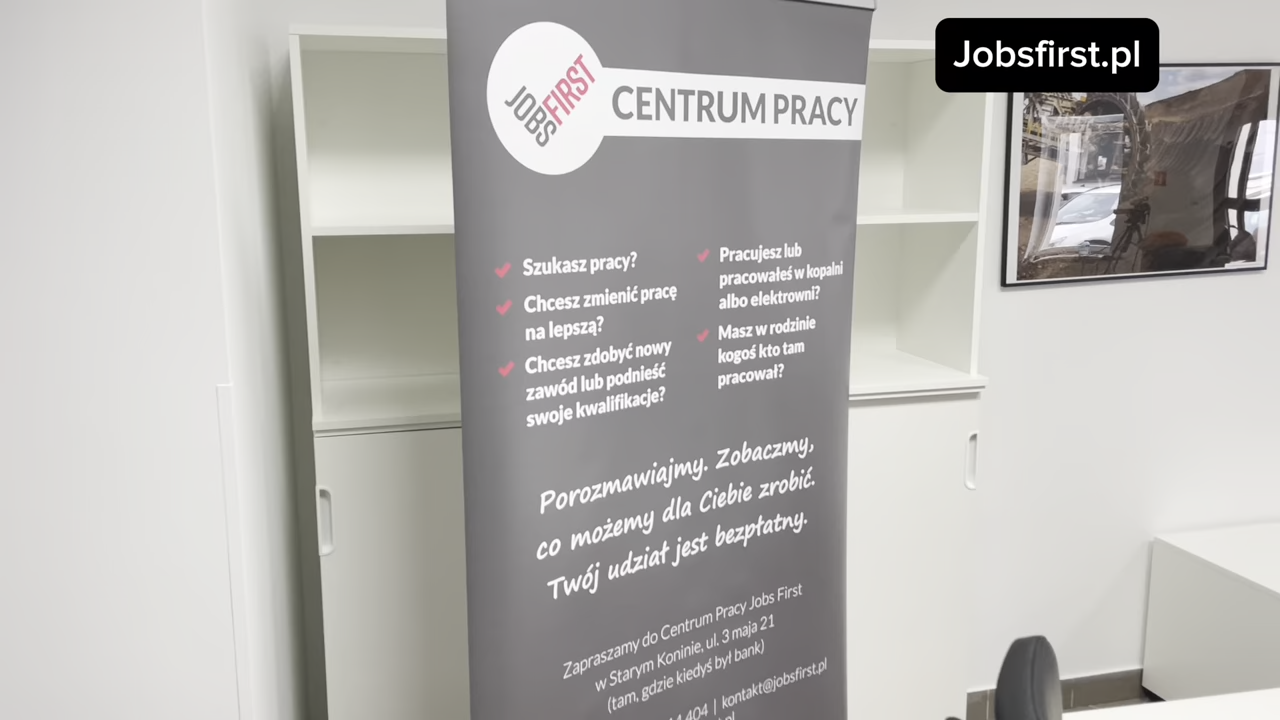 Jobsfirst.pl
JOBSFIRST
CENTRUM PRACY
Szukasz pracy?
Chcesz zmienić pracę
na lepszą?
Chcesz zdobyć nowy
zawód lub podnieść
swoje kwalifikacje?
Pracujesz lub
pracowałeś w kopalni
albo elektrowni?
Masz w rodzinie
kogoś kto tam
pracował?
Porozmawiajmy. Zobaczmy,
co możemy dla Ciebie zrobić.
Twój udział jest bezpłatny.
Zapraszamy do Centrum Pracy Jobs First
w Starym Koninie, ul. 3 maja 21
(tam, gdzie kiedyś był bank)
404 | kontakt@jobsfirst.pl